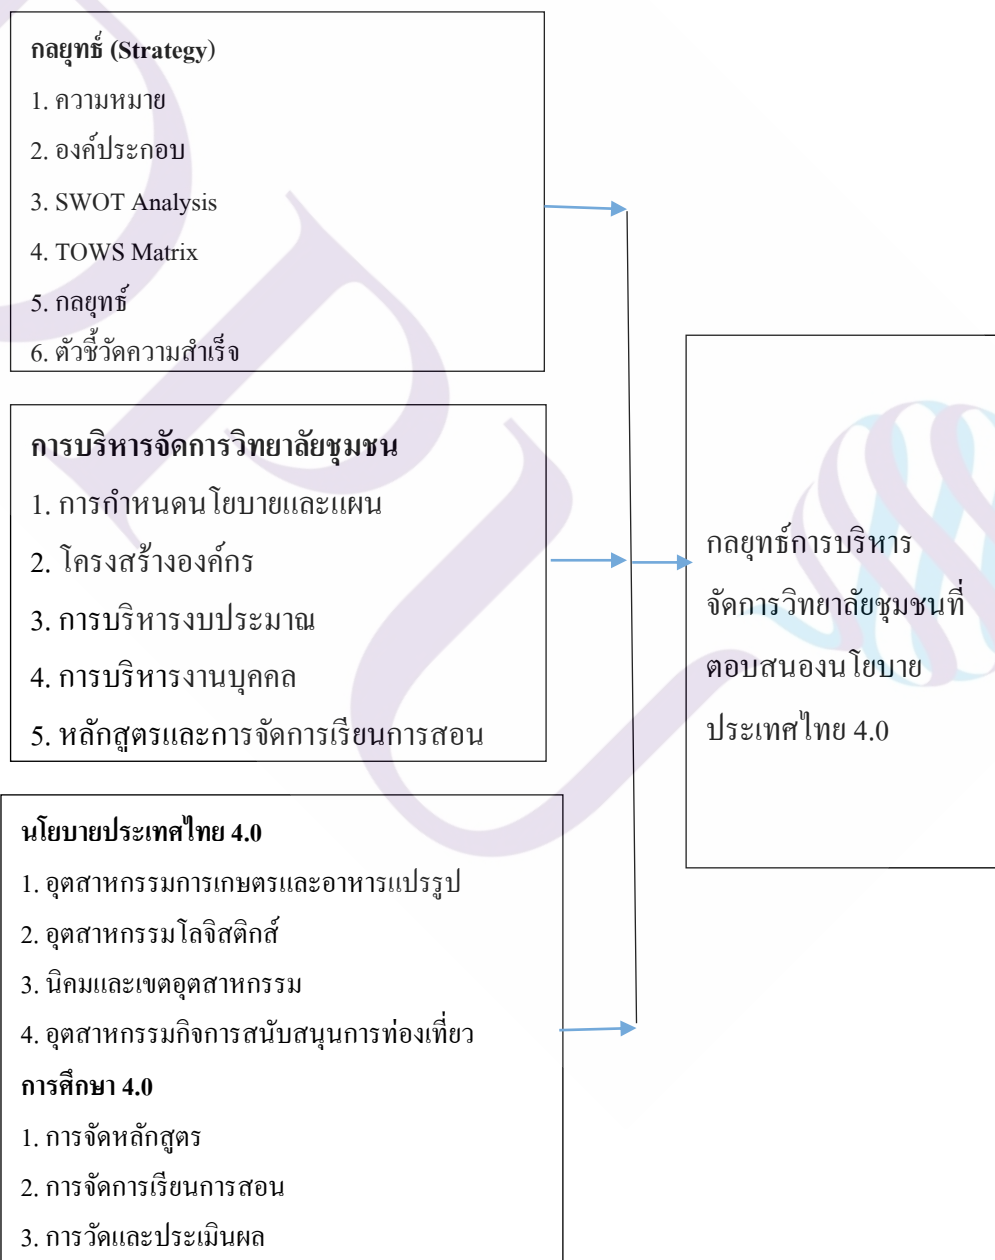 กลยุทธ์ (Strategy)
1. ความหมาย
2. องค์ประกอบ
3. SWOT Analysis
4. TOWS Matrix
5. กลยุทธ์
6. ตัวชี้วัดความสำเร็จ
การบริหารจัดการวิทยาลัยชุมชน
1. การกำหนดนโยบายและแผน
2. โครงสร้างองค์กร
3. การบริหารงบประมาณ
4. การบริหารงานบุคคล
5. หลักสูตรและการจัดการเรียนการสอน
นโยบายประเทศไทย 4.0
1. อุตสาหกรรมการเกษตรและอาหารแปรรูป
2. อุตสาหกรรมโลจิสติกส์
3. นิคมและเขตอุตสาหกรรม
4. อุตสาหกรรมกิจการสนับสนุนการท่องเที่ยว
การศึกษา 4.0
1. การจัดหลักสูตร
2. การจัดการเรียนการสอน
3. การวัดและประเมินผล
กลยุทธ์การบริหาร
จัดการวิทยาลัยชุมชนที่
ตอบสนองนโยบาย
ประเทศไทย 4.0
DPU